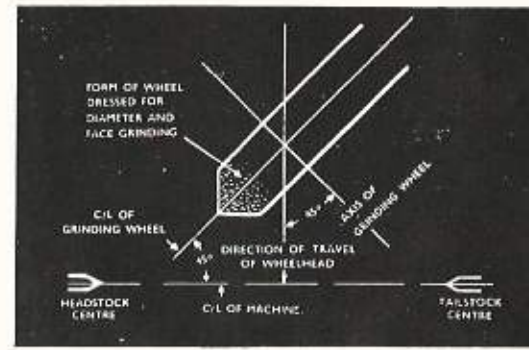 FORM OF WHEEL
DRESSED FOR
DIAMETER AND
FACE GRINDING
C/L OF
GRINDING WHEEL
45°
DIRECTION OF TRAVEL
OF WHEELHEAD
45°
AXIS OF
GRINDING WHEEL
HEADSTOCK
CENTRE
C/L OF MACHINE.
TAILSTOCK
CENTRE